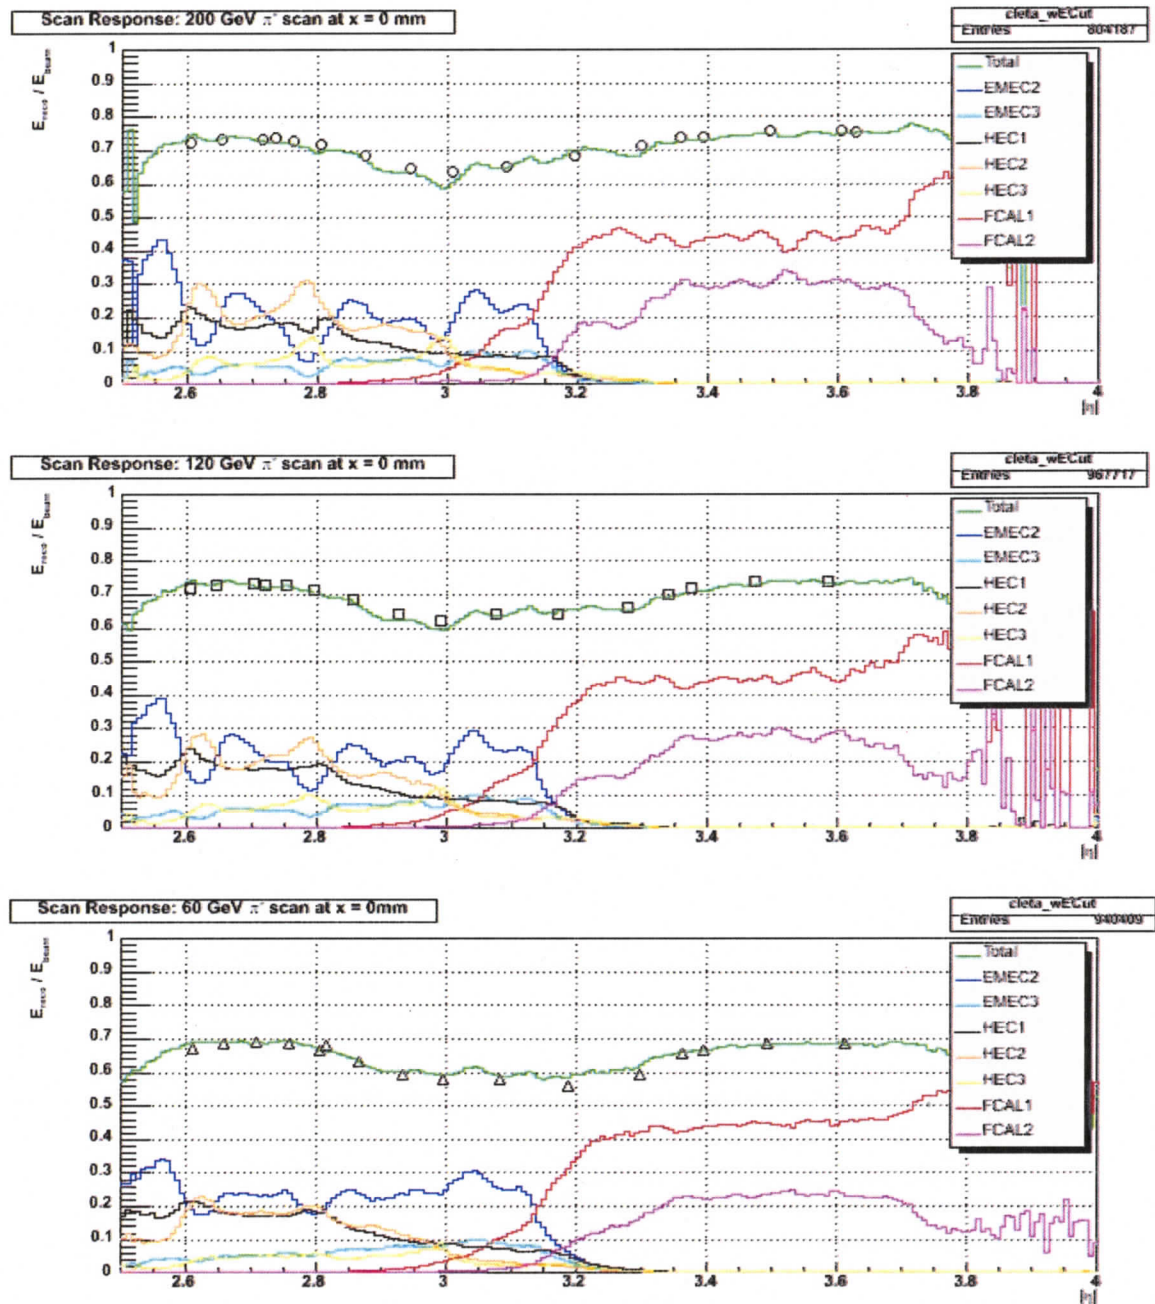 Scan Response: 200 GeV π⁻ scan at x = 0 mm
cleta_wECut
Entries 804187
E_reco / E_beam
1
0.9
0.8
0.7
0.6
0.5
0.4
0.3
0.2
0.1
0
Total
EMEC2
EMEC3
HEC1
HEC2
HEC3
FCAL1
FCAL2
2.6 2.8 3 3.2 3.4 3.6 3.8 4
|η|
Scan Response: 120 GeV π⁻ scan at x = 0 mm
cleta_wECut
Entries 967717
E_reco / E_beam
1
0.9
0.8
0.7
0.6
0.5
0.4
0.3
0.2
0.1
0
Total
EMEC2
EMEC3
HEC1
HEC2
HEC3
FCAL1
FCAL2
2.6 2.8 3 3.2 3.4 3.6 3.8 4
|η|
Scan Response: 60 GeV π⁻ scan at x = 0mm
cleta_wECut
Entries 940409
E_reco / E_beam
1
0.9
0.8
0.7
0.6
0.5
0.4
0.3
0.2
0.1
0
Total
EMEC2
EMEC3
HEC1
HEC2
HEC3
FCAL1
FCAL2
2.6 2.8 3 3.2 3.4 3.6 3.8 4
|η|